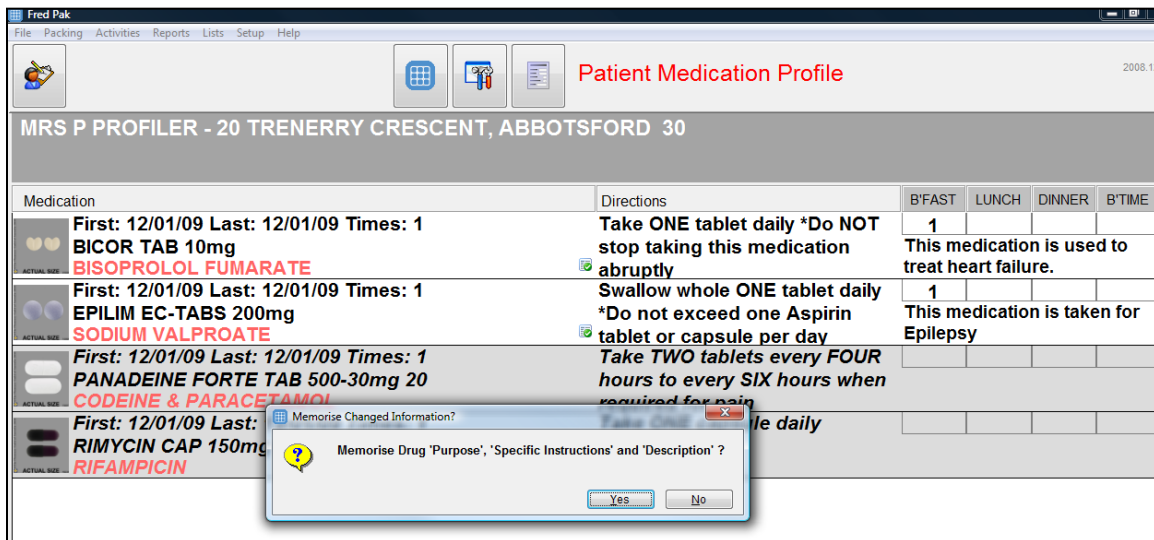 Fred Pak
File Packing Activities Reports Lists Setup Help
Patient Medication Profile
2008.1
MRS P PROFILER - 20 TRENERRY CRESCENT, ABBOTSFORD 30
Medication Directions B'FAST LUNCH DINNER B'TIME
First: 12/01/09 Last: 12/01/09 Times: 1
BICOR TAB 10mg
BISOPROLOL FUMARATE
ACTUAL SIZE
Take ONE tablet daily *Do NOT
stop taking this medication
abruptly
1
This medication is used to
treat heart failure.
First: 12/01/09 Last: 12/01/09 Times: 1
EPILIM EC-TABS 200mg
SODIUM VALPROATE
ACTUAL SIZE
Swallow whole ONE tablet daily
*Do not exceed one Aspirin
tablet or capsule per day
1
This medication is taken for
Epilepsy
First: 12/01/09 Last: 12/01/09 Times: 1
PANADEINE FORTE TAB 500-30mg 20
CODEINE & PARACETAMOL
ACTUAL SIZE
Take TWO tablets every FOUR
hours to every SIX hours when
required for pain
First: 12/01/09 Last:
RIMYCIN CAP 150mg
RIFAMPICIN
ACTUAL SIZE
Take ONE capsule daily
Memorise Changed Information?
Memorise Drug 'Purpose', 'Specific Instructions' and 'Description' ?
Yes No